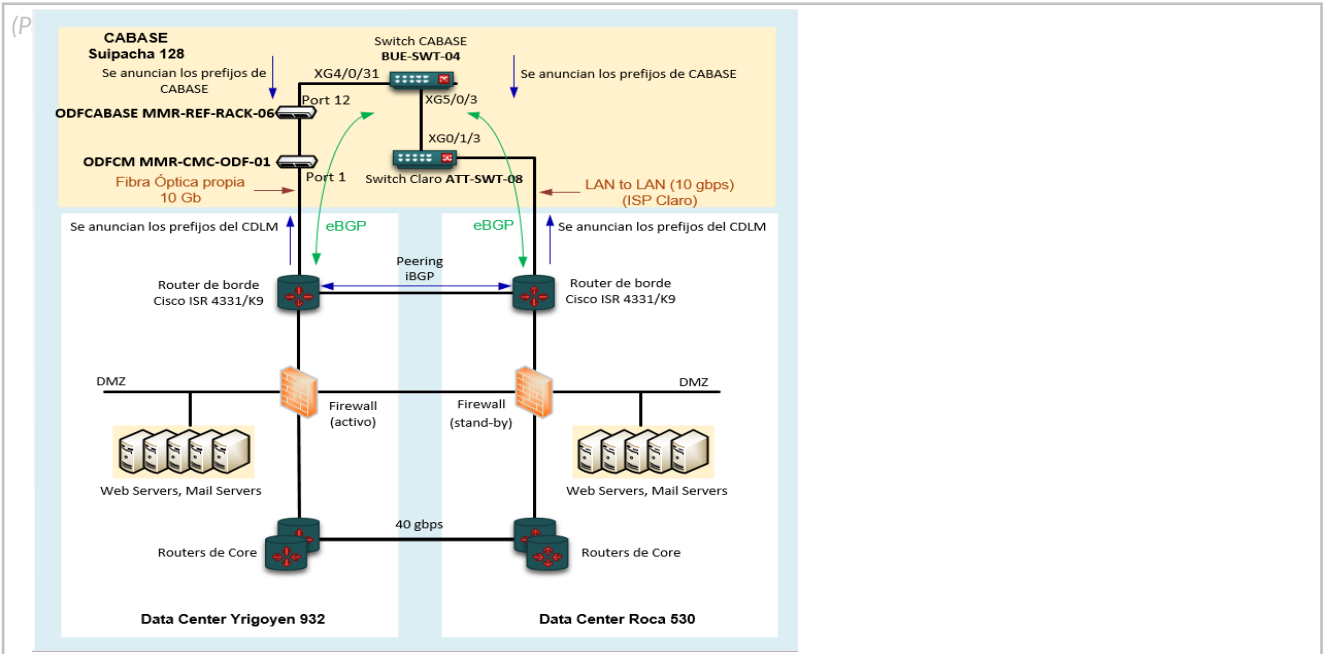 (P
CABASE
Suipacha 128
Switch CABASE
BUE-SWT-04
Se anuncian los prefijos de
CABASE
XG4/0/31
Se anuncian los prefijos de CABASE
Port 12
XG5/0/3
ODFCABASE MMR-REF-RACK-06
XG0/1/3
ODFCM MMR-CMC-ODF-01
Port 1
Switch Claro ATT-SWT-08
Fibra Óptica propia
10 Gb
LAN to LAN (10 gbps)
(ISP Claro)
Se anuncian los prefijos del CDLM
eBGP
eBGP
Se anuncian los prefijos del CDLM
Peering
iBGP
Router de borde
Cisco ISR 4331/K9
Router de borde
Cisco ISR 4331/K9
DMZ
DMZ
Firewall
(activo)
Firewall
(stand-by)
Web Servers, Mail Servers
Web Servers, Mail Servers
40 gbps
Routers de Core
Routers de Core
Data Center Yrigoyen 932
Data Center Roca 530